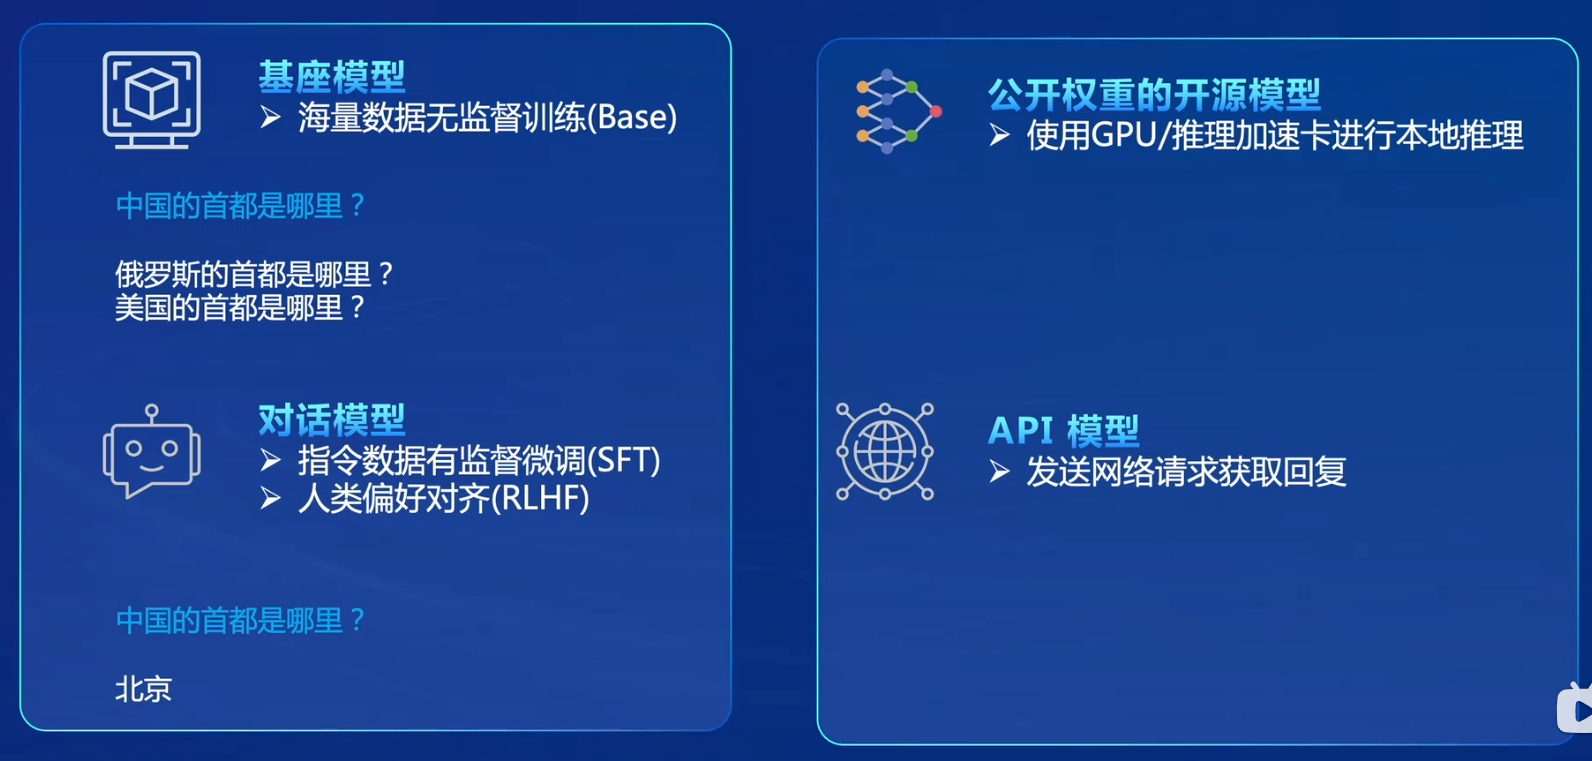 基座模型
➢ 海量数据无监督训练(Base)
中国的首都是哪里？
俄罗斯的首都是哪里？
美国的首都是哪里？
对话模型
➢ 指令数据有监督微调(SFT)
➢ 人类偏好对齐(RLHF)
中国的首都是哪里？
北京
公开权重的开源模型
➢ 使用GPU/推理加速卡进行本地推理
API 模型
➢ 发送网络请求获取回复